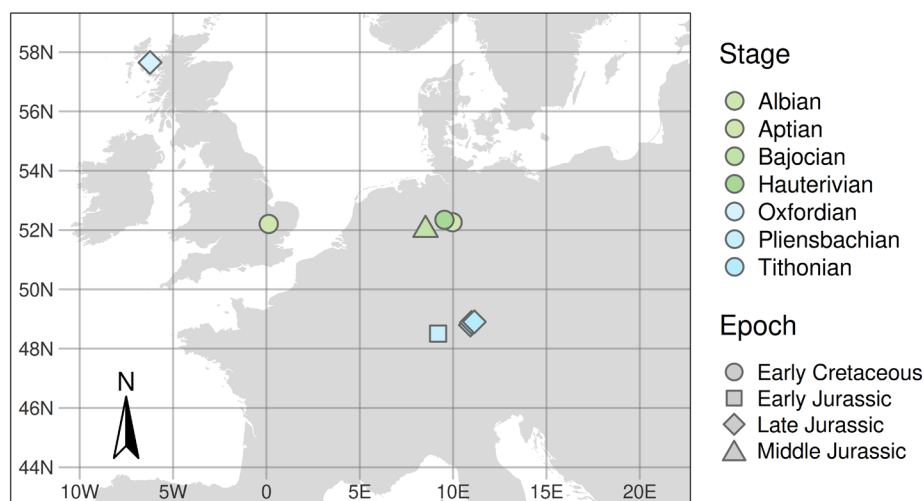 58N
56N
54N
52N
50N
48N
46N
44N
N
10W 5W 0 5E 10E 15E 20E
Stage
Albian
Aptian
Bajocian
Hauterivian
Oxfordian
Pliensbachian
Tithonian
Epoch
Early Cretaceous
Early Jurassic
Late Jurassic
Middle Jurassic